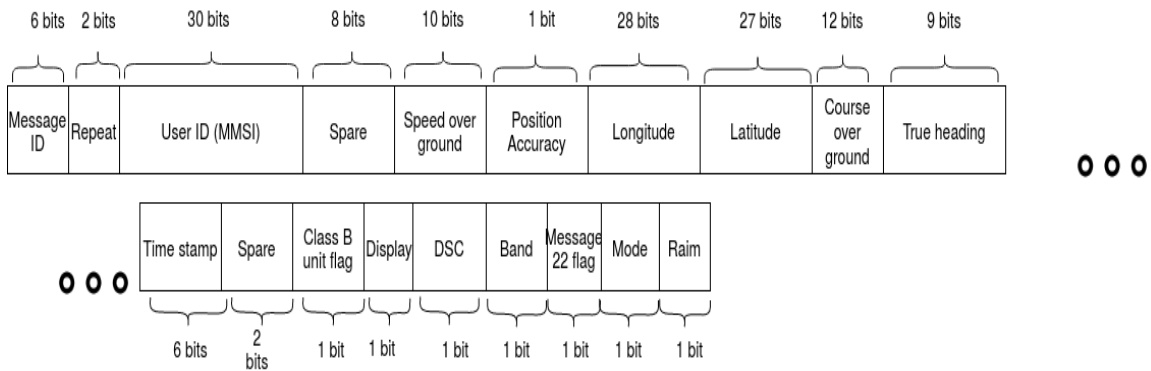 6 bits 2 bits 30 bits 8 bits 10 bits 1 bit 28 bits 27 bits 12 bits 9 bits
Message
ID
Repeat
User ID (MMSI)
Spare
Speed over
ground
Position
Accuracy
Longitude
Latitude
Course
over
ground
True heading
Time stamp
Spare
Class B
unit flag
Display
DSC
Band
Message
22 flag
Mode
Raim
6 bits
2
bits
1 bit
1 bit
1 bit
1 bit
1 bit
1 bit
1 bit